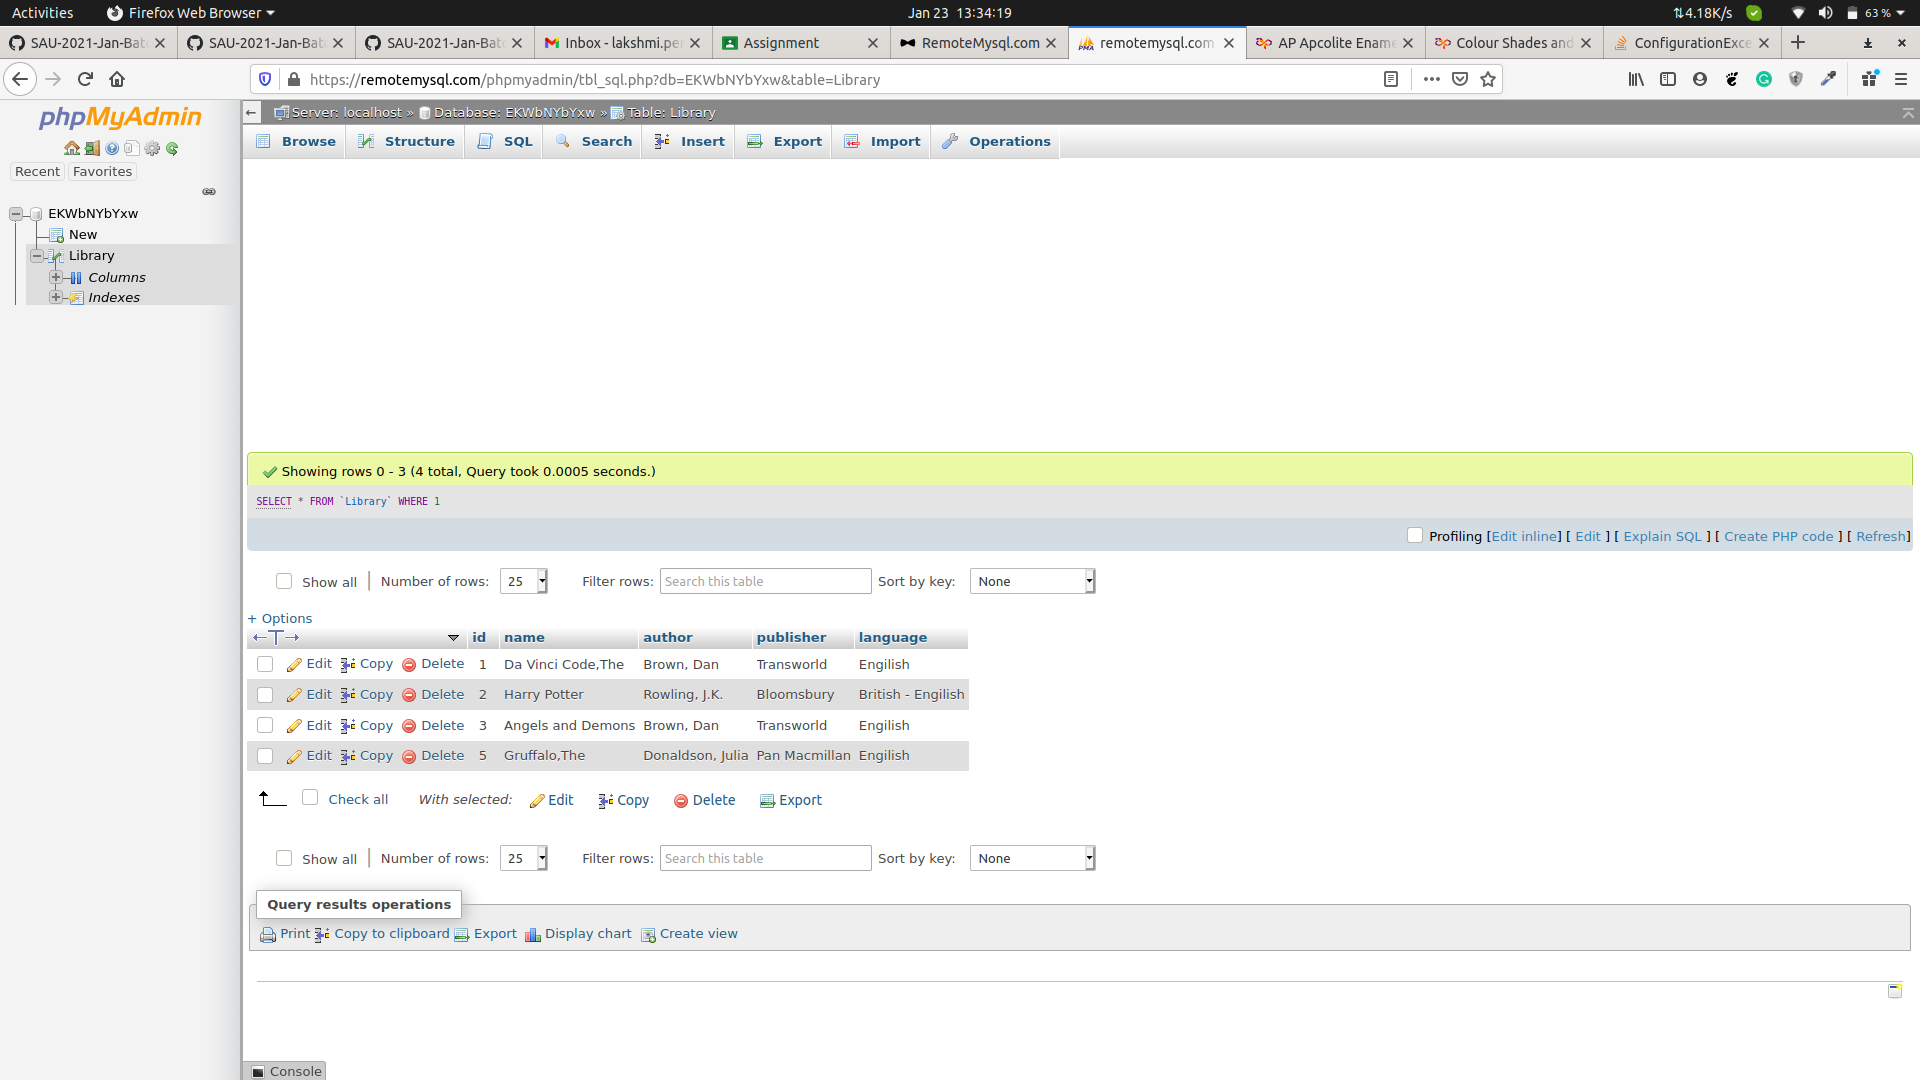 Activities Firefox Web Browser Jan 23 13:34:19 4.18K/s 63 %
SAU-2021-Jan-Bat SAU-2021-Jan-Bat SAU-2021-Jan-Bat Inbox - lakshmi.pe Assignment RemoteMysql.com remotemysql.com AP Apcolite Ename Colour Shades and ConfigurationExce
https://remotemysql.com/phpmyadmin/tbl_sql.php?db=EKWbNYbYxw&table=Library
phpMyAdmin
Recent Favorites
EKWbNYbYxw
New
Library
Columns
Indexes
Server: localhost » Database: EKWbNYbYxw » Table: Library
Browse Structure SQL Search Insert Export Import Operations
Showing rows 0 - 3 (4 total, Query took 0.0005 seconds.)
SELECT * FROM `Library` WHERE 1
Profiling [Edit inline] [ Edit ] [ Explain SQL ] [ Create PHP code ] [ Refresh]
Show all Number of rows: 25 Filter rows: Search this table Sort by key: None
+ Options
←T→ id name author publisher language
Edit Copy Delete 1 Da Vinci Code,The Brown, Dan Transworld Engilish
Edit Copy Delete 2 Harry Potter Rowling, J.K. Bloomsbury British - Engilish
Edit Copy Delete 3 Angels and Demons Brown, Dan Transworld Engilish
Edit Copy Delete 5 Gruffalo,The Donaldson, Julia Pan Macmillan Engilish
Check all With selected: Edit Copy Delete Export
Show all Number of rows: 25 Filter rows: Search this table Sort by key: None
Query results operations
Print Copy to clipboard Export Display chart Create view
Console